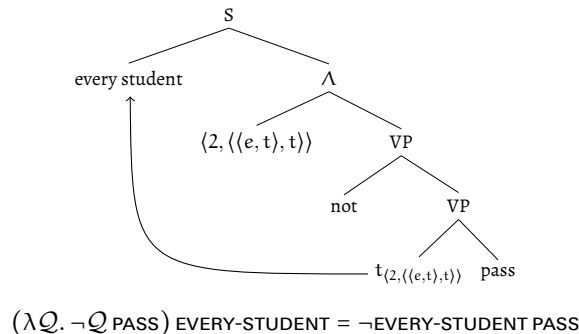 S
every student Λ
⟨2, ⟨⟨e, t⟩, t⟩⟩ VP
not VP
t⟨2,⟨⟨e,t⟩,t⟩⟩ pass
(λ𝒬. ¬𝒬 PASS) EVERY-STUDENT = ¬EVERY-STUDENT PASS